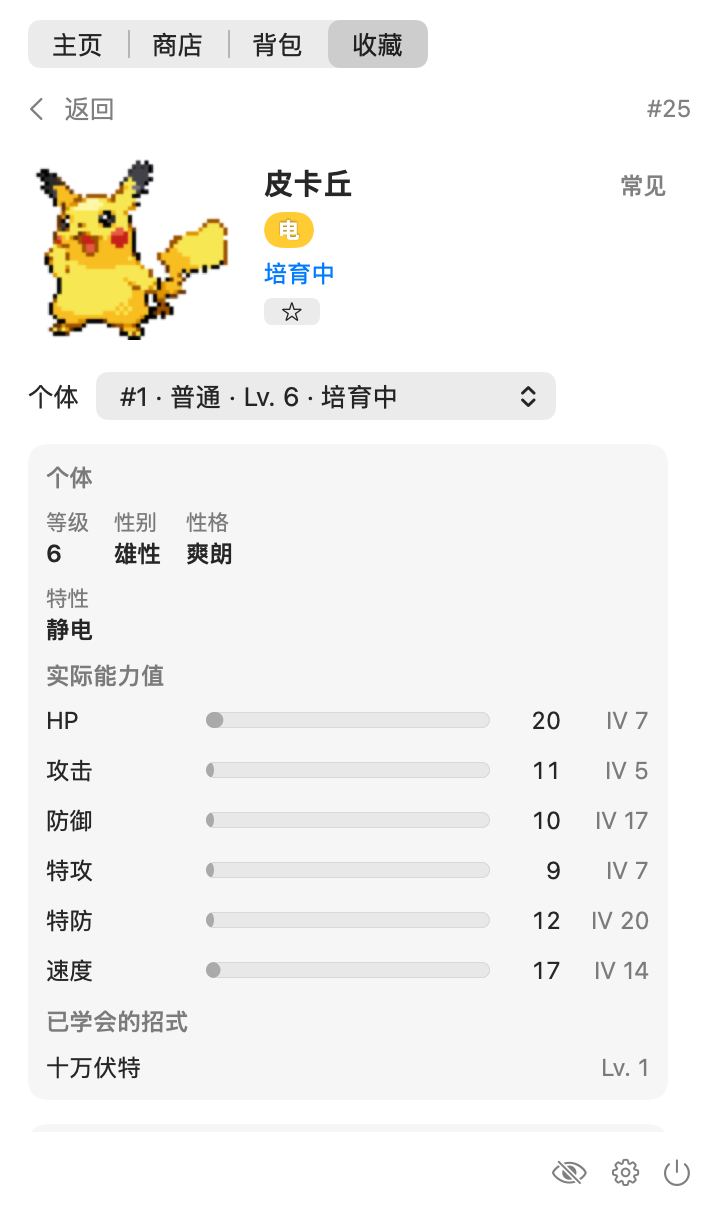 主页 商店 背包 收藏
返回 #25
皮卡丘 常见
电
培育中
☆
个体 #1 · 普通 · Lv. 6 · 培育中
个体
等级 性别 性格
6 雄性 爽朗
特性
静电
实际能力值
HP 20 IV 7
攻击 11 IV 5
防御 10 IV 17
特攻 9 IV 7
特防 12 IV 20
速度 17 IV 14
已学会的招式
十万伏特 Lv. 1